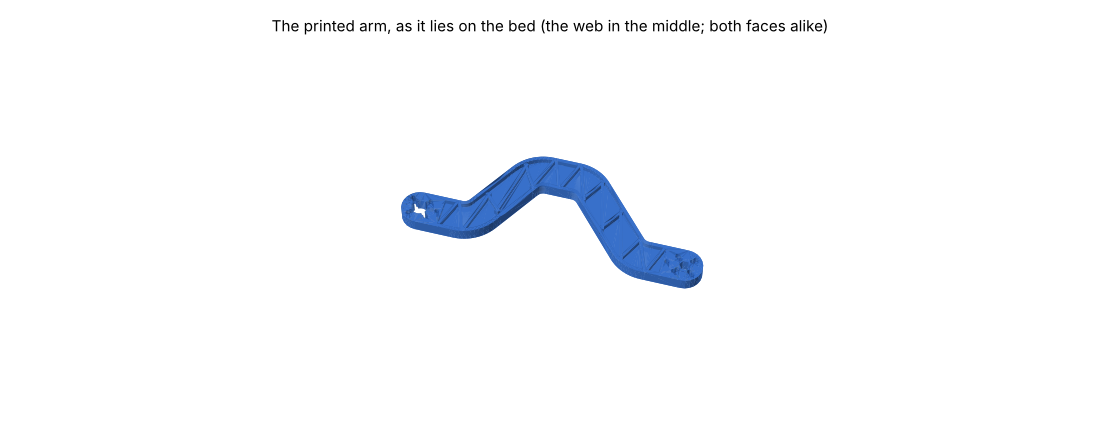 The printed arm, as it lies on the bed (the web in the middle; both faces alike)